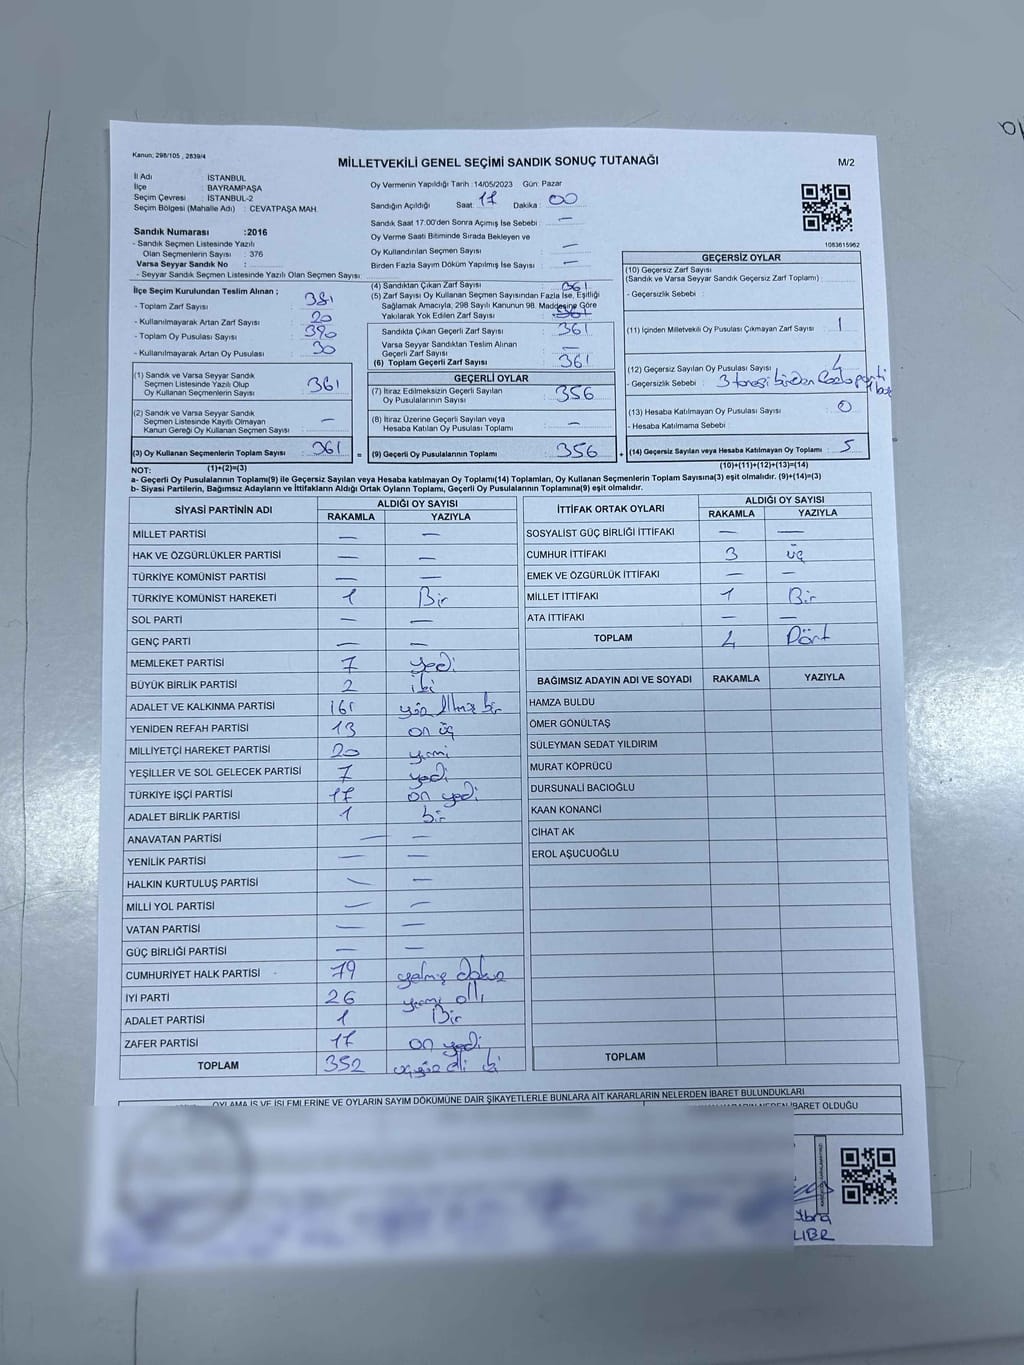 Kanun; 298/105 , 2839/4
MİLLETVEKİLİ GENEL SEÇİMİ SANDIK SONUÇ TUTANAĞI
M/2
İl Adı : İSTANBUL
İlçe : BAYRAMPAŞA
Seçim Çevresi : İSTANBUL-2
Seçim Bölgesi (Mahalle Adı) : CEVATPAŞA MAH.
Sandık Numarası :2016
- Sandık Seçmen Listesinde Yazılı
Olan Seçmenlerin Sayısı : 376
Varsa Seyyar Sandık No :
- Seyyar Sandık Seçmen Listesinde Yazılı Olan Seçmen Sayısı:
Oy Vermenin Yapıldığı Tarih :14/05/2023 Gün: Pazar
Sandığın Açıldığı Saat: 17 Dakika: 00
Sandık Saat 17:00'den Sonra Açımış İse Sebebi : —
Oy Verme Saati Bitiminde Sırada Bekleyen ve
Oy Kullandırılan Seçmen Sayısı : —
Birden Fazla Sayım Döküm Yapılmış İse Sayısı : —
1083615962
İlçe Seçim Kurulundan Teslim Alınan ;
- Toplam Zarf Sayısı : 381
- Kullanılmayarak Artan Zarf Sayısı : 20
- Toplam Oy Pusulası Sayısı : 390
- Kullanılmayarak Artan Oy Pusulası : 30
(1) Sandık ve Varsa Seyyar Sandık
Seçmen Listesinde Yazılı Olup
Oy Kullanan Seçmenlerin Sayısı : 361
(2) Sandık ve Varsa Seyyar Sandık
Seçmen Listesinde Kayıtlı Olmayan
Kanun Gereği Oy Kullanan Seçmen Sayısı : —
(3) Oy Kullanan Seçmenlerin Toplam Sayısı : 361
(4) Sandıktan Çıkan Zarf Sayısı : 361
(5) Zarf Sayısı Oy Kullanan Seçmen Sayısından Fazla İse, Eşitliği
Sağlamak Amacıyla, 298 Sayılı Kanunun 98. Maddesine Göre
Yakılarak Yok Edilen Zarf Sayısı :
Sandıkta Çıkan Geçerli Zarf Sayısı : 361
Varsa Seyyar Sandıktan Teslim Alınan
Geçerli Zarf Sayısı : —
(6) Toplam Geçerli Zarf Sayısı : 361
GEÇERLİ OYLAR
(7) İtiraz Edilmeksizin Geçerli Sayılan
Oy Pusulalarının Sayısı : 356
(8) İtiraz Üzerine Geçerli Sayılan veya
Hesaba Katılan Oy Pusulası Toplamı : —
= (9) Geçerli Oy Pusulalarının Toplamı : 356
GEÇERSİZ OYLAR
(10) Geçersiz Zarf Sayısı
(Sandık ve Varsa Seyyar Sandık Geçersiz Zarf Toplamı) :
- Geçersizlik Sebebi :
(11) İçinden Milletvekili Oy Pusulası Çıkmayan Zarf Sayısı : 1
(12) Geçersiz Sayılan Oy Pusulası Sayısı : 4
- Geçersizlik Sebebi : 3 tanesi birden fazla parti
(13) Hesaba Katılmayan Oy Pusulası Sayısı : 0
- Hesaba Katılmama Sebebi :
+ (14) Geçersiz Sayılan veya Hesaba Katılmayan Oy Toplamı : 5
NOT: (1)+(2)=(3) (10)+(11)+(12)+(13)=(14)
a- Geçerli Oy Pusulalarının Toplamı(9) ile Geçersiz Sayılan veya Hesaba katılmayan Oy Toplamı(14) Toplamları, Oy Kullanan Seçmenlerin Toplam Sayısına(3) eşit olmalıdır. (9)+(14)=(3)
b- Siyasi Partilerin, Bağımsız Adayların ve İttifakların Aldığı Ortak Oyların Toplamı, Geçerli Oy Pusulalarının Toplamına(9) eşit olmalıdır.
SİYASİ PARTİNİN ADI ALDIĞI OY SAYISI
RAKAMLA YAZIYLA
MİLLET PARTİSİ — —
HAK VE ÖZGÜRLÜKLER PARTİSİ — —
TÜRKİYE KOMÜNİST PARTİSİ — —
TÜRKİYE KOMÜNİST HAREKETİ 1 Bir
SOL PARTİ — —
GENÇ PARTİ — —
MEMLEKET PARTİSİ 7 yedi
BÜYÜK BİRLİK PARTİSİ 2 iki
ADALET VE KALKINMA PARTİSİ 161 yüz altmış bir
YENİDEN REFAH PARTİSİ 13 on üç
MİLLİYETÇİ HAREKET PARTİSİ 20 yirmi
YEŞİLLER VE SOL GELECEK PARTİSİ 7 yedi
TÜRKİYE İŞÇİ PARTİSİ 17 on yedi
ADALET BİRLİK PARTİSİ 1 bir
ANAVATAN PARTİSİ — —
YENİLİK PARTİSİ — —
HALKIN KURTULUŞ PARTİSİ — —
MİLLİ YOL PARTİSİ — —
VATAN PARTİSİ — —
GÜÇ BİRLİĞİ PARTİSİ — —
CUMHURİYET HALK PARTİSİ 79 yetmiş dokuz
İYİ PARTİ 26 yirmi altı
ADALET PARTİSİ 1 Bir
ZAFER PARTİSİ 17 on yedi
TOPLAM 352 üçyüz elli iki
İTTİFAK ORTAK OYLARI ALDIĞI OY SAYISI
RAKAMLA YAZIYLA
SOSYALİST GÜÇ BİRLİĞİ İTTİFAKI — —
CUMHUR İTTİFAKI 3 üç
EMEK VE ÖZGÜRLÜK İTTİFAKI — —
MİLLET İTTİFAKI 1 Bir
ATA İTTİFAKI — —
TOPLAM 4 Dört
BAĞIMSIZ ADAYIN ADI VE SOYADI RAKAMLA YAZIYLA
HAMZA BULDU
ÖMER GÖNÜLTAŞ
SÜLEYMAN SEDAT YILDIRIM
MURAT KÖPRÜCÜ
DURSUNALİ BACIOĞLU
KAAN KONANCİ
CİHAT AK
EROL AŞUCUOĞLU
TOPLAM
OYLAMA İŞ VE İŞLEMLERİNE VE OYLARIN SAYIM DÖKÜMÜNE DAİR ŞİKAYETLERLE BUNLARA AİT KARARLARIN NELERDEN İBARET BULUNDUKLARI
İBARET OLDUĞU